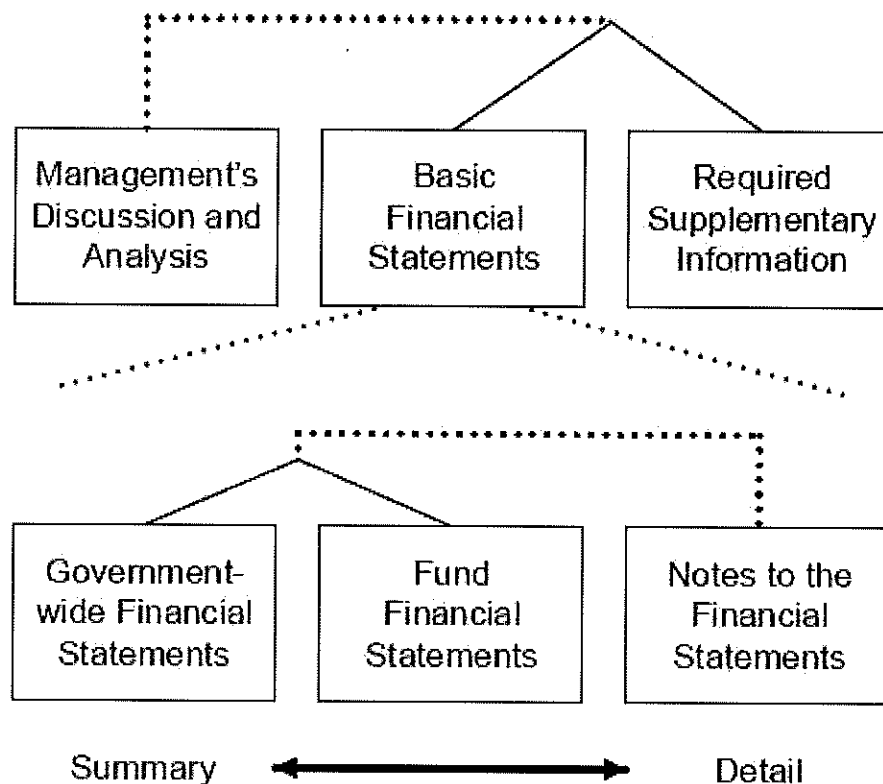 Management's
Discussion and
Analysis
Basic
Financial
Statements
Required
Supplementary
Information
Government-
wide Financial
Statements
Fund
Financial
Statements
Notes to the
Financial
Statements
Summary
Detail